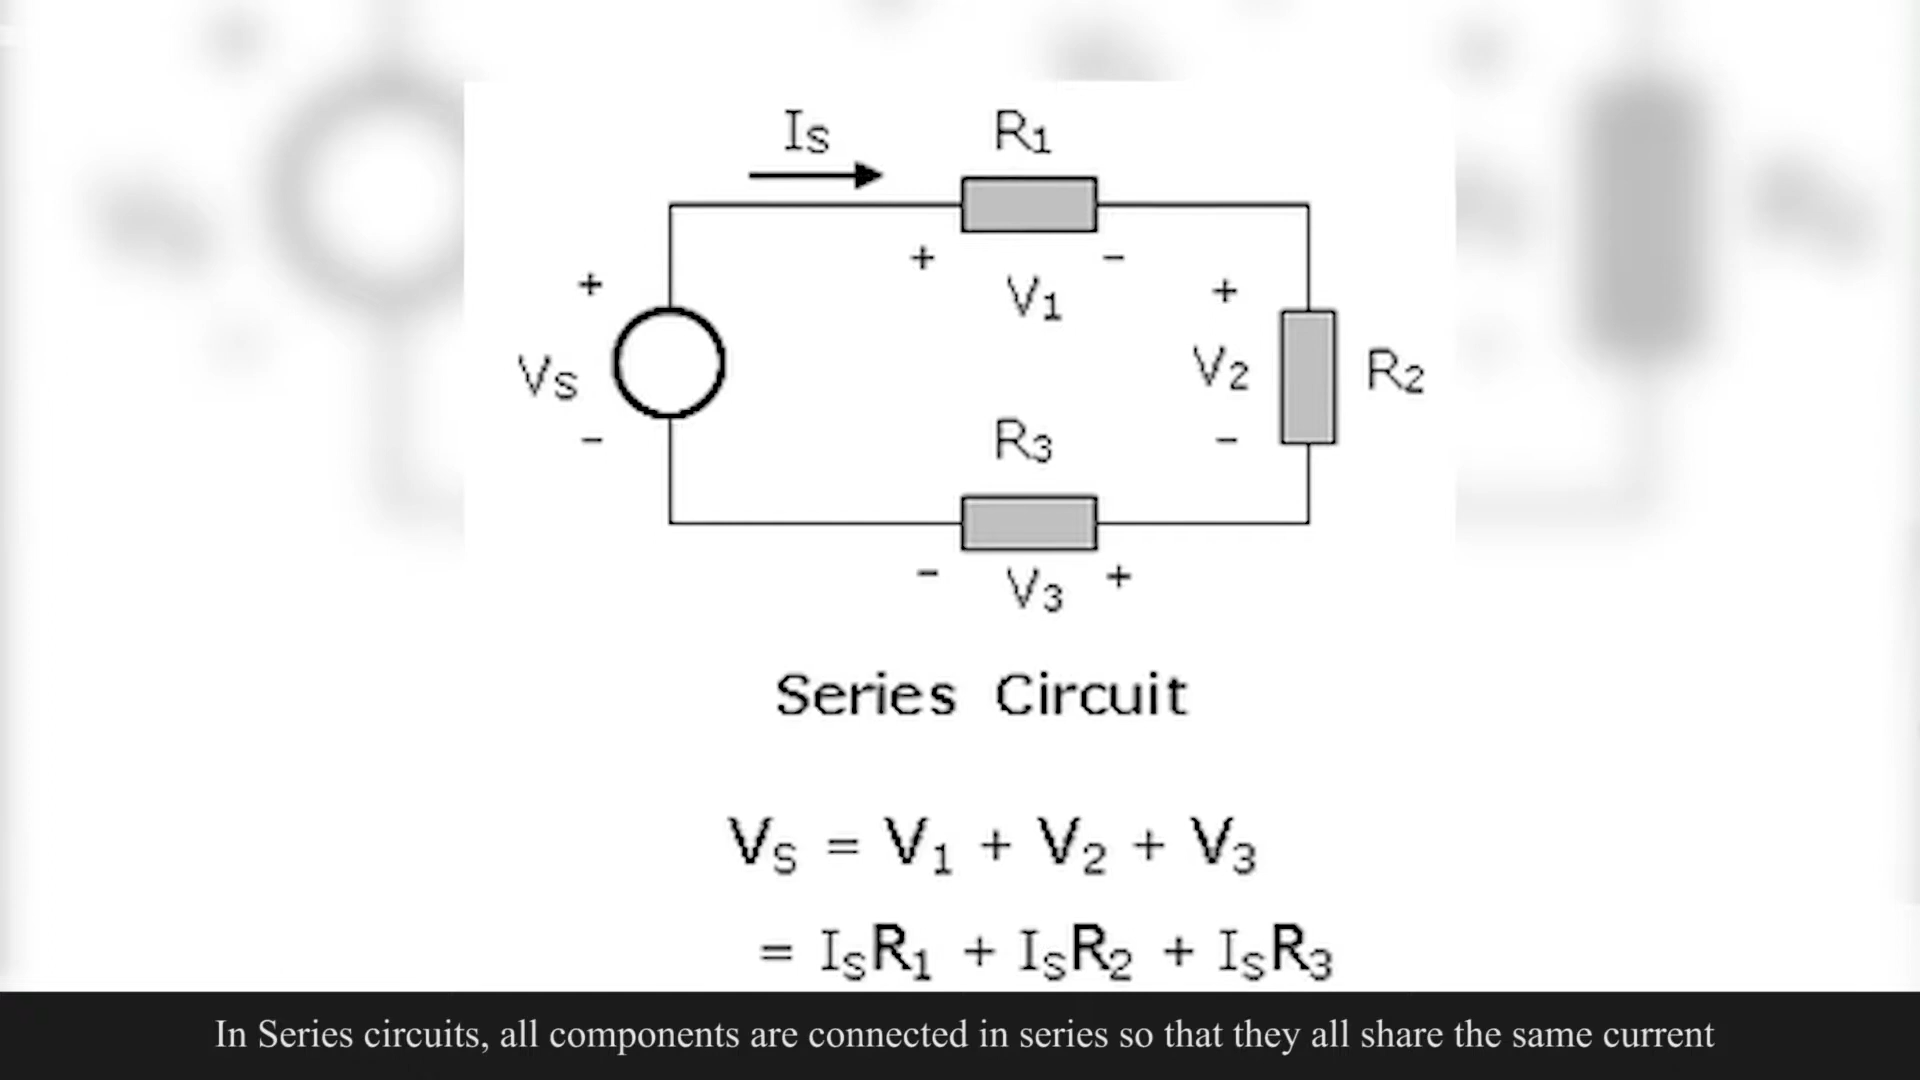 Is
R1
+ -
V1
+
+
Vs
V2
R2
-
-
R3
- V3 +
Series Circuit
VS = V1 + V2 + V3
= ISR1 + ISR2 + ISR3
In Series circuits, all components are connected in series so that they all share the same current